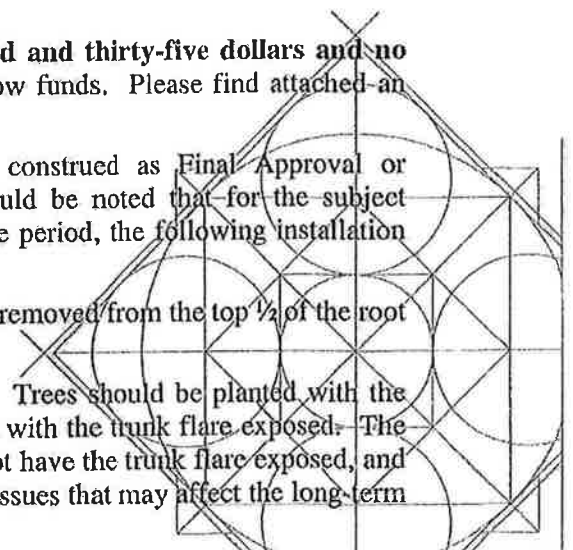 d and thirty-five dollars and no
ow funds. Please find attached an
construed as Final Approval or
uld be noted that for the subject
e period, the following installation
removed from the top ½ of the root
Trees should be planted with the
with the trunk flare exposed. The
ot have the trunk flare exposed, and
ssues that may affect the long-term